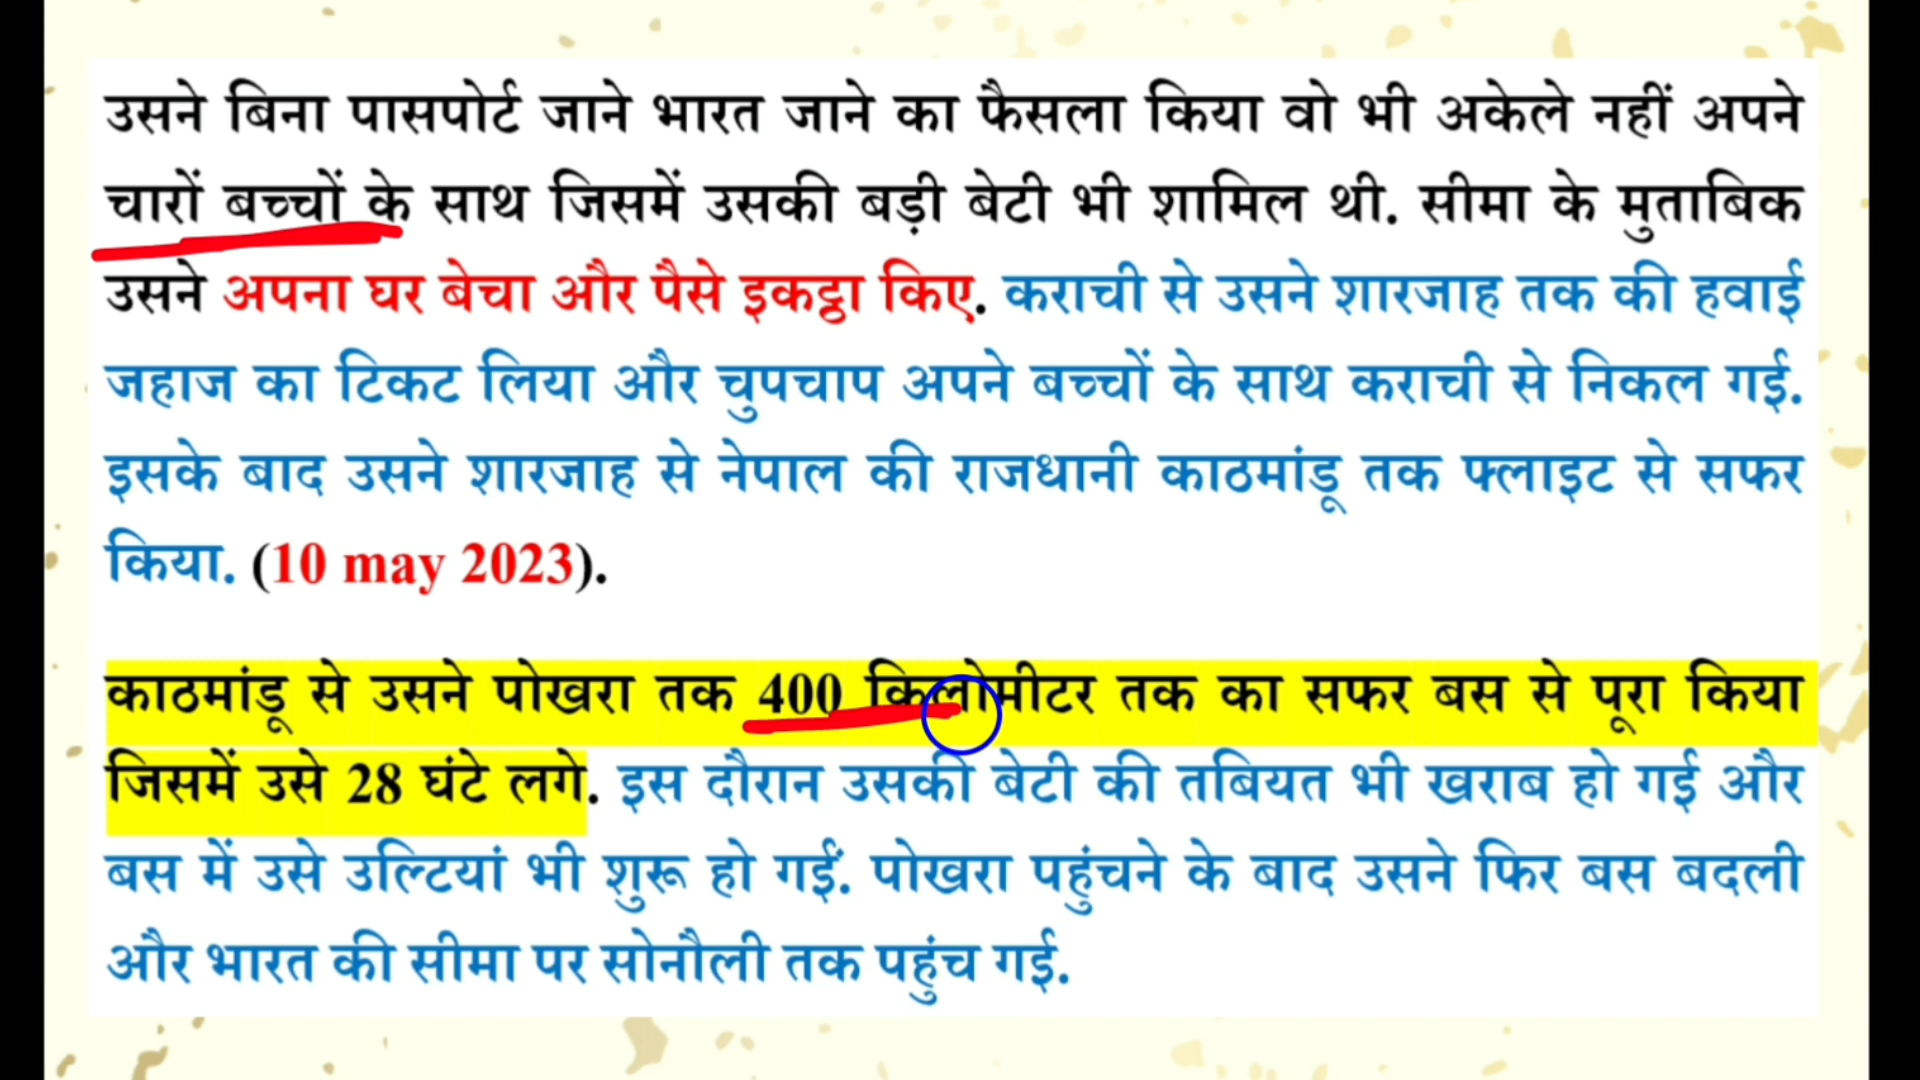 उसने बिना पासपोर्ट जाने भारत जाने का फैसला किया वो भी अकेले नहीं अपने
चारों बच्चों के साथ जिसमें उसकी बड़ी बेटी भी शामिल थी. सीमा के मुताबिक
उसने अपना घर बेचा और पैसे इकट्ठा किए. कराची से उसने शारजाह तक की हवाई
जहाज का टिकट लिया और चुपचाप अपने बच्चों के साथ कराची से निकल गई.
इसके बाद उसने शारजाह से नेपाल की राजधानी काठमांडू तक फ्लाइट से सफर
किया. (10 may 2023).
काठमांडू से उसने पोखरा तक 400 किलोमीटर तक का सफर बस से पूरा किया
जिसमें उसे 28 घंटे लगे. इस दौरान उसकी बेटी की तबियत भी खराब हो गई और
बस में उसे उल्टियां भी शुरू हो गईं. पोखरा पहुंचने के बाद उसने फिर बस बदली
और भारत की सीमा पर सोनौली तक पहुंच गई.